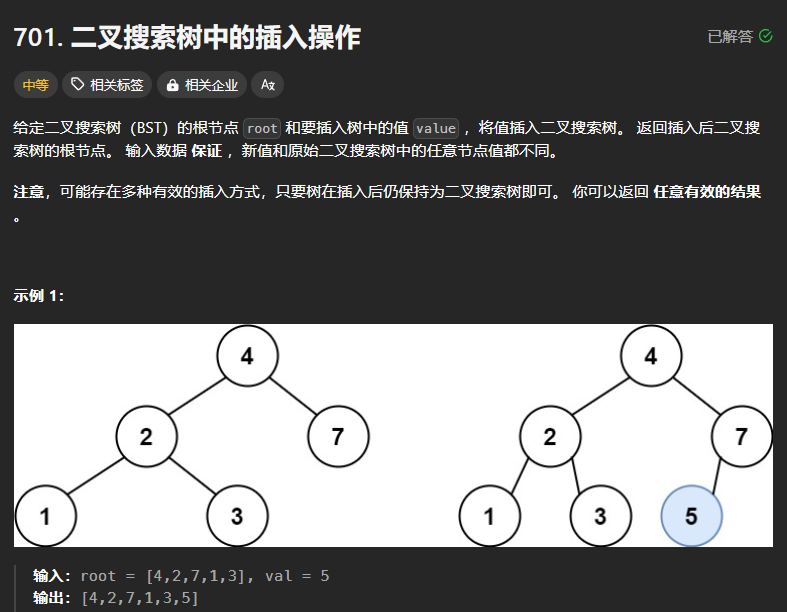 701. 二叉搜索树中的插入操作
已解答
中等 相关标签 相关企业 Aa
给定二叉搜索树（BST）的根节点 root 和要插入树中的值 value ，将值插入二叉搜索树。 返回插入后二叉搜
索树的根节点。 输入数据 保证 ，新值和原始二叉搜索树中的任意节点值都不同。
注意，可能存在多种有效的插入方式，只要树在插入后仍保持为二叉搜索树即可。 你可以返回 任意有效的结果
。
示例 1：
4 4
2 7 2 7
1 3 1 3 5
输入：root = [4,2,7,1,3], val = 5
输出：[4,2,7,1,3,5]